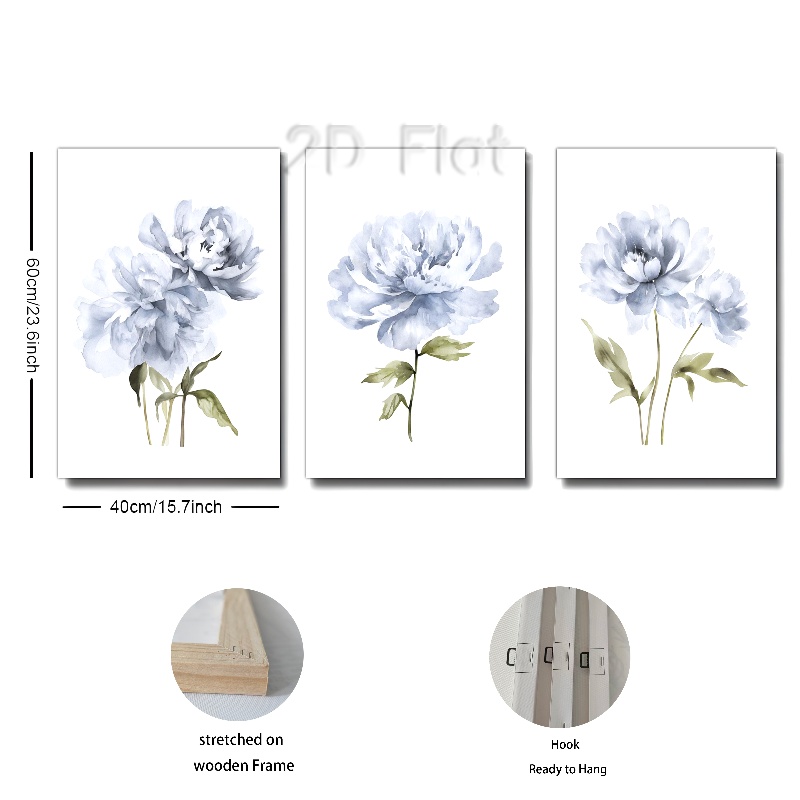 2D Flat
60cm/23.6inch
40cm/15.7inch
stretched on
wooden Frame
Hook
Ready to Hang